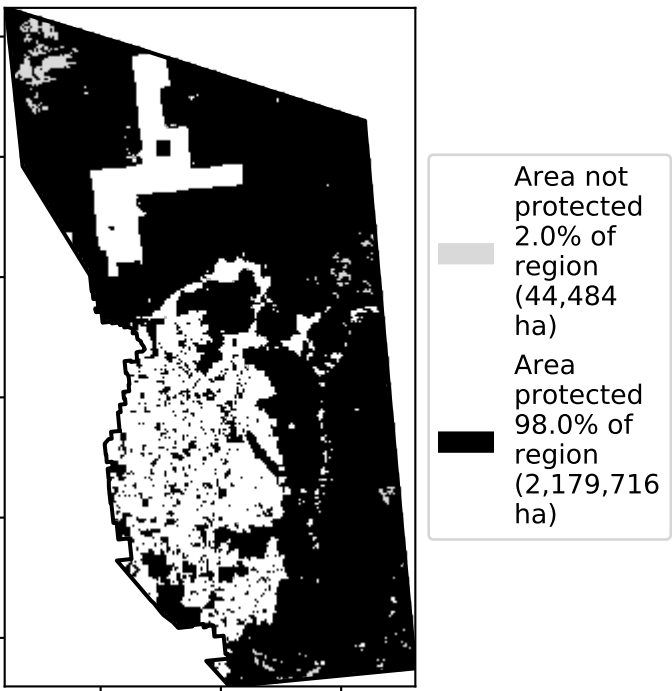 Area not
protected
2.0% of
region
(44,484
ha)
Area
protected
98.0% of
region
(2,179,716
ha)